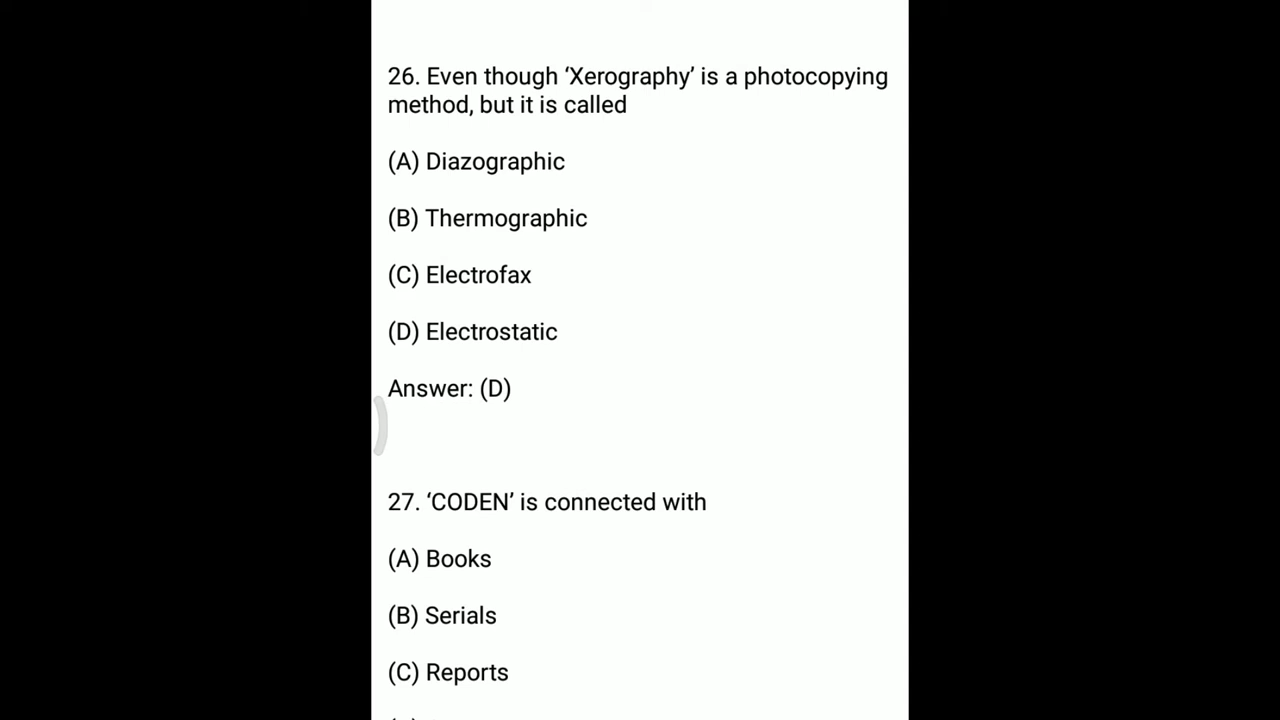 26. Even though ‘Xerography’ is a photocopying
method, but it is called
(A) Diazographic
(B) Thermographic
(C) Electrofax
(D) Electrostatic
Answer: (D)
27. ‘CODEN’ is connected with
(A) Books
(B) Serials
(C) Reports